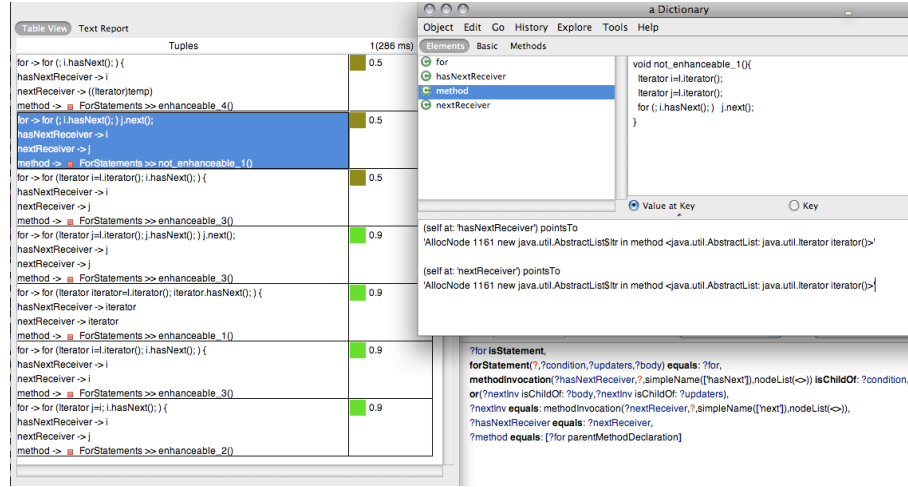 Table View Text Report
Tuples 1(286 ms)
for -> for (; i.hasNext(); ) {
hasNextReceiver -> i
nextReceiver -> ((Iterator)temp)
method -> ForStatements >> enhanceable_4()
0.5
for -> for (; i.hasNext(); ) j.next();
hasNextReceiver -> i
nextReceiver -> j
method -> ForStatements >> not_enhanceable_1()
0.5
for -> for (Iterator i=l.iterator(); i.hasNext(); ) {
hasNextReceiver -> i
nextReceiver -> j
method -> ForStatements >> enhanceable_3()
0.5
for -> for (Iterator i=l.iterator(); j.hasNext(); ) j.next();
hasNextReceiver -> j
nextReceiver -> j
method -> ForStatements >> enhanceable_3()
0.9
for -> for (Iterator iterator=l.iterator(); iterator.hasNext(); ) {
hasNextReceiver -> iterator
nextReceiver -> iterator
method -> ForStatements >> enhanceable_1()
0.9
for -> for (Iterator i=l.iterator(); i.hasNext(); ) {
hasNextReceiver -> i
nextReceiver -> i
method -> ForStatements >> enhanceable_3()
0.9
for -> for (Iterator j=i; i.hasNext(); ) {
hasNextReceiver -> i
nextReceiver -> j
method -> ForStatements >> enhanceable_2()
0.9
a Dictionary
Object Edit Go History Explore Tools Help
Elements Basic Methods
for
hasNextReceiver
method
nextReceiver
void not_enhanceable_1(){
Iterator i=l.iterator();
Iterator j=l.iterator();
for (; i.hasNext(); ) j.next();
}
Value at Key Key
(self at: 'hasNextReceiver') pointsTo
'AllocNode 1161 new java.util.AbstractList$Itr in method <java.util.AbstractList: java.util.Iterator iterator()>'
(self at: 'nextReceiver') pointsTo
'AllocNode 1161 new java.util.AbstractList$Itr in method <java.util.AbstractList: java.util.Iterator iterator()>'
?for isStatement,
forStatement(?,?condition,?updaters,?body) equals: ?for,
methodInvocation(?hasNextReceiver,?,simpleName(['hasNext']),nodeList(<>)) isChildOf: ?condition,
or(?nextInv isChildOf: ?body,?nextInv isChildOf: ?updaters),
?nextInv equals: methodInvocation(?nextReceiver,?,simpleName(['next']),nodeList(<>)),
?hasNextReceiver equals: ?nextReceiver,
?method equals: [?for parentMethodDeclaration]